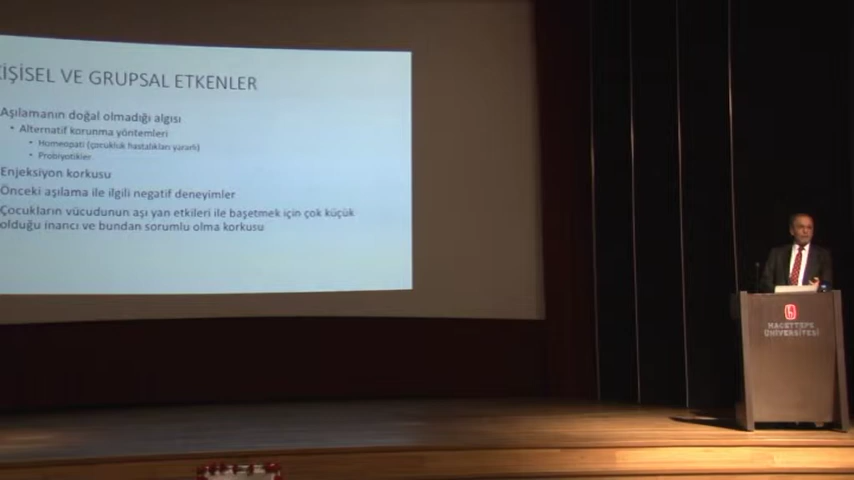 KİŞİSEL VE GRUPSAL ETKENLER
Aşılamanın doğal olmadığı algısı
• Alternatif korunma yöntemleri
• Homeopati (çocukluk hastalıkları yararlı)
• Probiyotikler
Enjeksiyon korkusu
Önceki aşılama ile ilgili negatif deneyimler
Çocukların vücudunun aşı yan etkileri ile başetmek için çok küçük
olduğu inancı ve bundan sorumlu olma korkusu
HACETTEPE
ÜNİVERSİTESİ